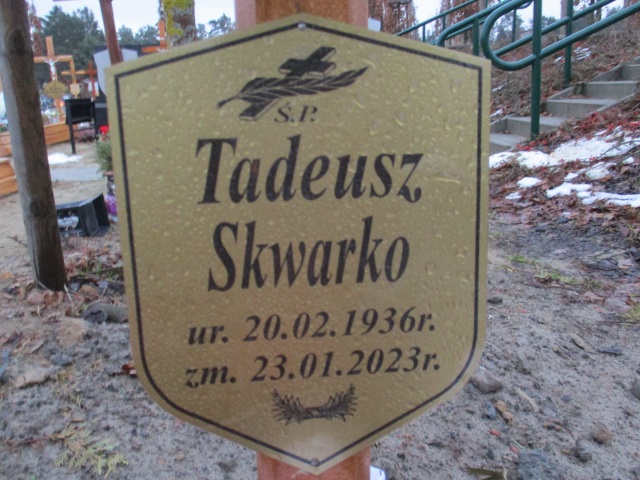 Ś.P.
Tadeusz
Skwarko
ur. 20.02.1936r.
zm. 23.01.2023r.